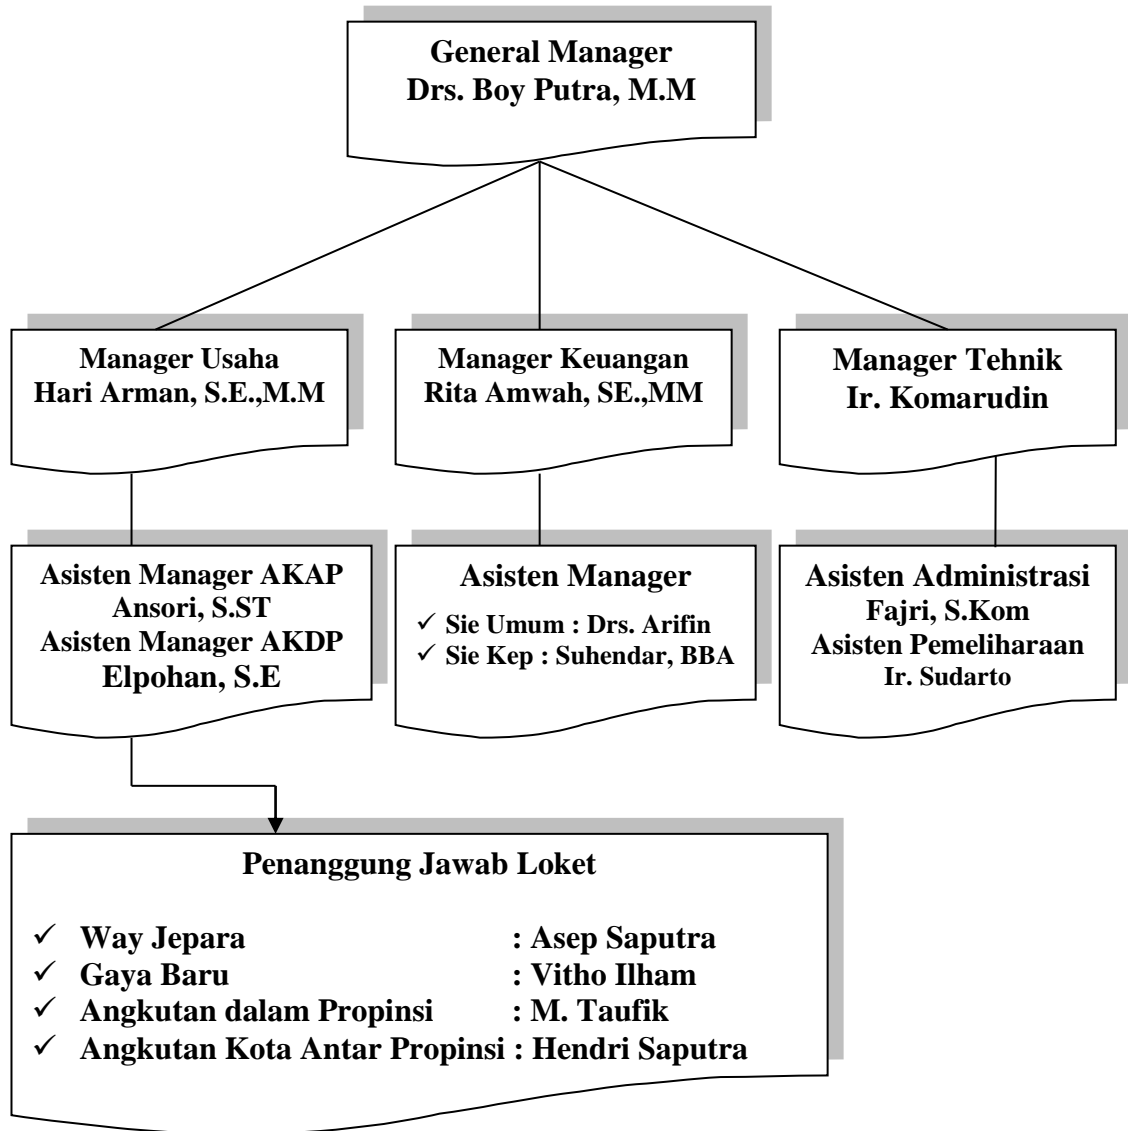 General Manager
Drs. Boy Putra, M.M
Manager Usaha
Hari Arman, S.E.,M.M
Manager Keuangan
Rita Amwah, SE.,MM
Manager Tehnik
Ir. Komarudin
Asisten Manager AKAP
Ansori, S.ST
Asisten Manager AKDP
Elpohan, S.E
Asisten Manager
✓ Sie Umum : Drs. Arifin
✓ Sie Kep : Suhendar, BBA
Asisten Administrasi
Fajri, S.Kom
Asisten Pemeliharaan
Ir. Sudarto
Penanggung Jawab Loket
✓ Way Jepara : Asep Saputra
✓ Gaya Baru : Vitho Ilham
✓ Angkutan dalam Propinsi : M. Taufik
✓ Angkutan Kota Antar Propinsi : Hendri Saputra